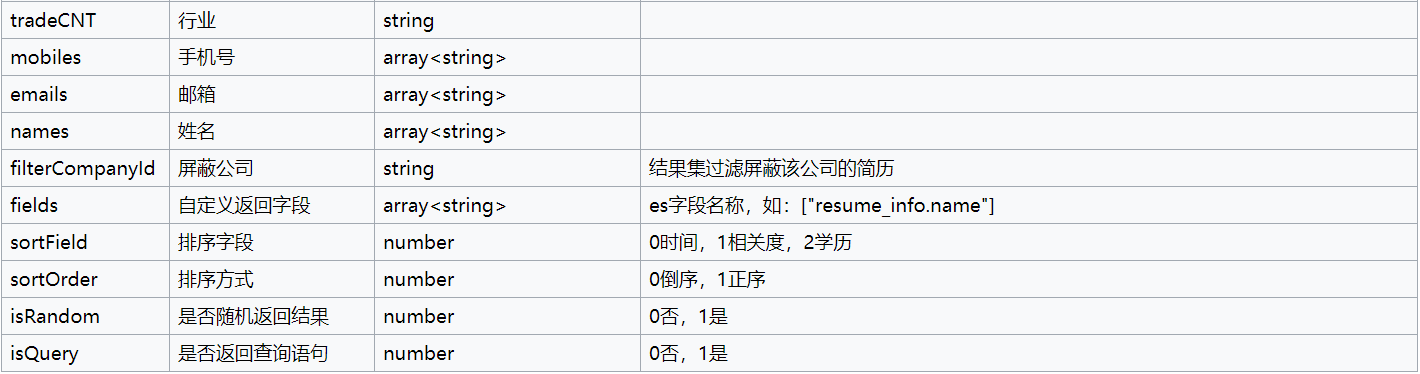 tradeCNT 行业 string
mobiles 手机号 array<string>
emails 邮箱 array<string>
names 姓名 array<string>
filterCompanyId 屏蔽公司 string 结果集过滤屏蔽该公司的简历
fields 自定义返回字段 array<string> es字段名称，如：["resume_info.name"]
sortField 排序字段 number 0时间，1相关度，2学历
sortOrder 排序方式 number 0倒序，1正序
isRandom 是否随机返回结果 number 0否，1是
isQuery 是否返回查询语句 number 0否，1是